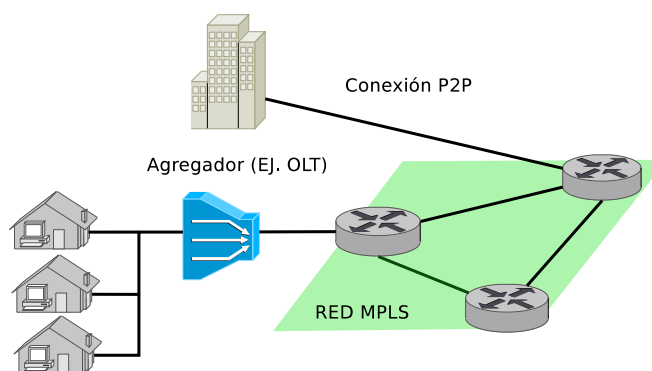 Conexión P2P
Agregador (EJ. OLT)
RED MPLS